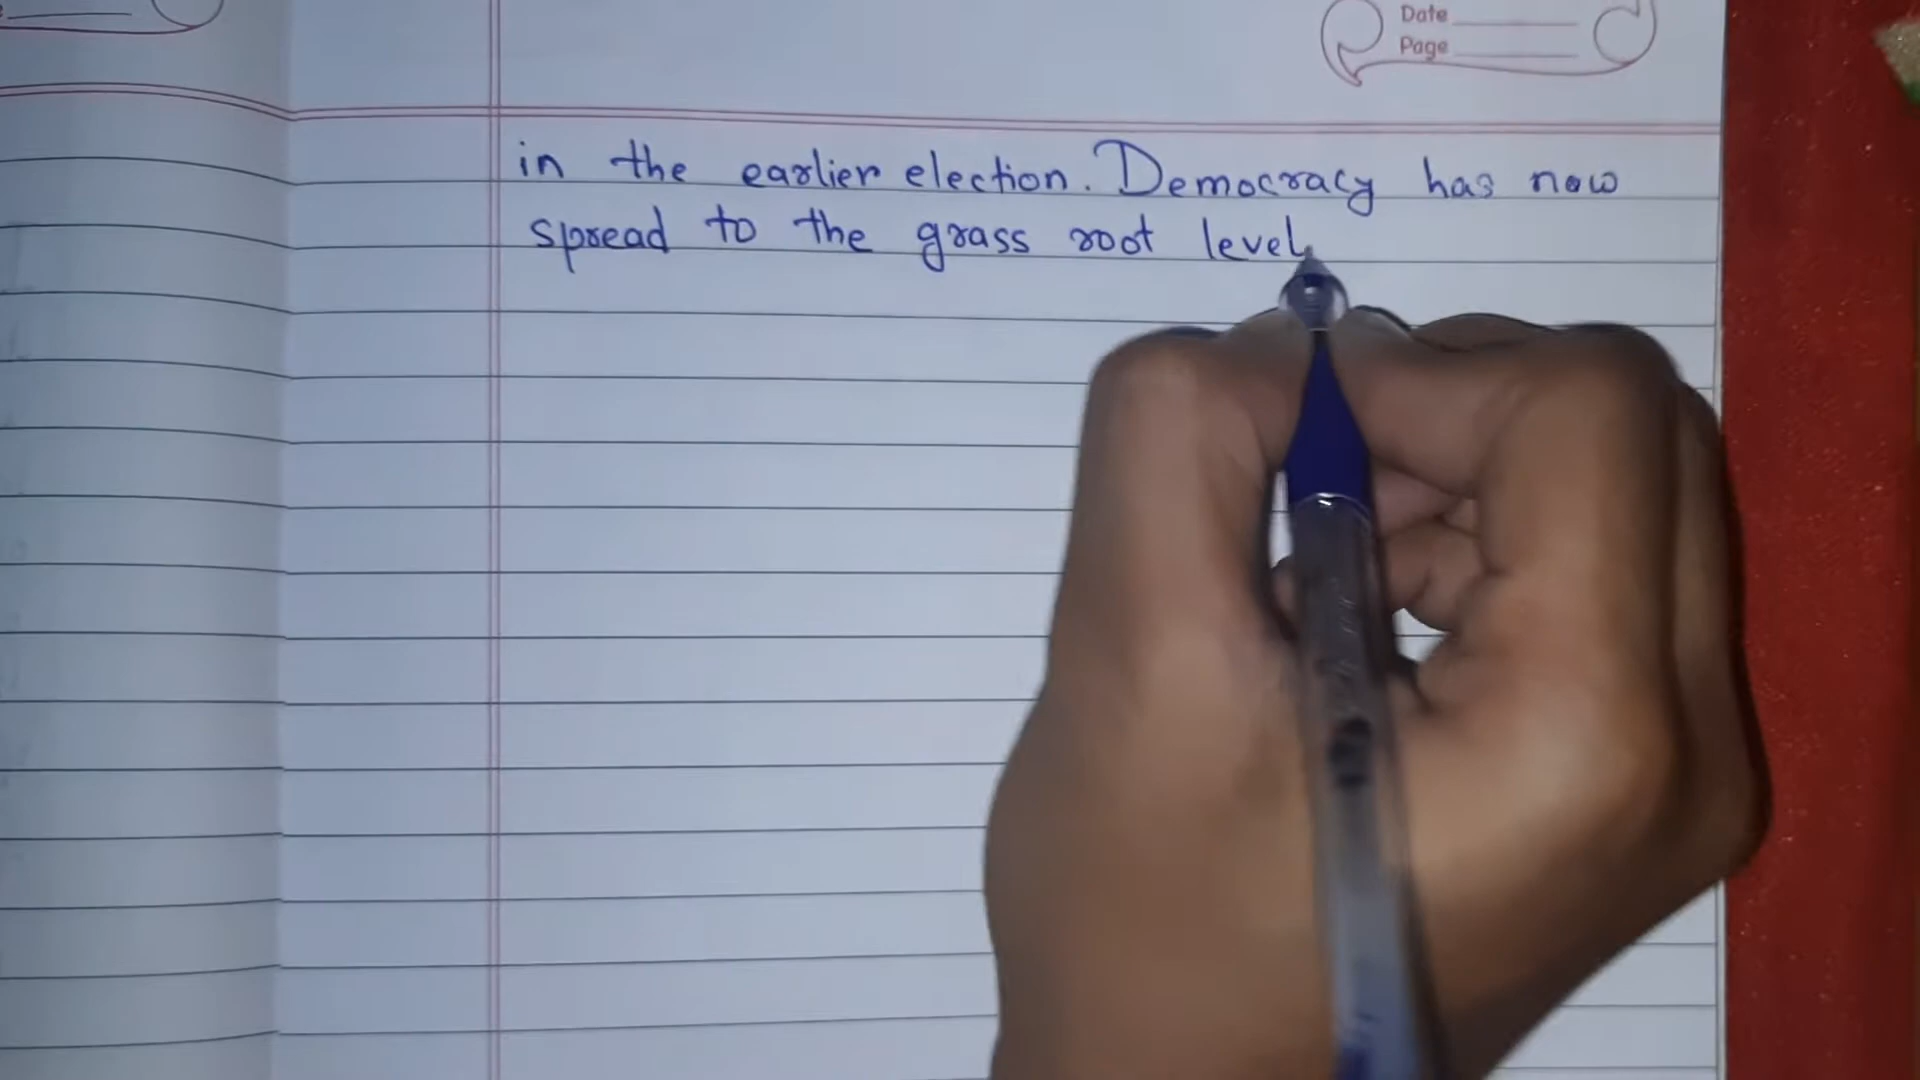 Date
Page
in the earlier election. Democracy has now
spread to the grass root level